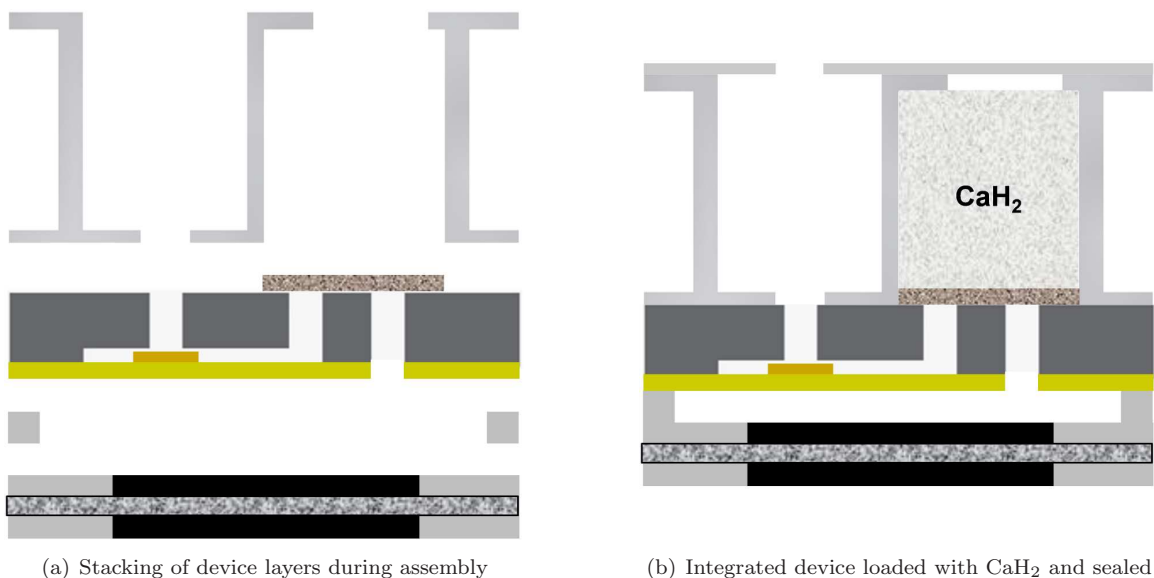 CaH₂
(a) Stacking of device layers during assembly
(b) Integrated device loaded with CaH₂ and sealed